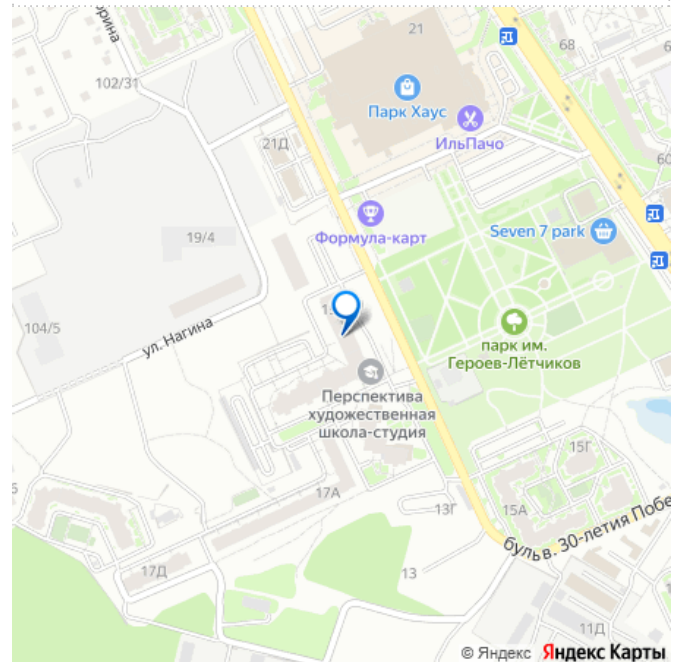 21
68
102/31
Парк Хаус
ИльПачо
21Д
60
Формула-карт
Seven 7 park
19/4
104/5
ул. Нагина
парк им.
Героев-Лётчиков
Перспектива
художественная
школа-студия
15Г
17А
13Г
15А
бульв. 30-летия Побе
13
17Д
11Д
© Яндекс Яндекс Карты